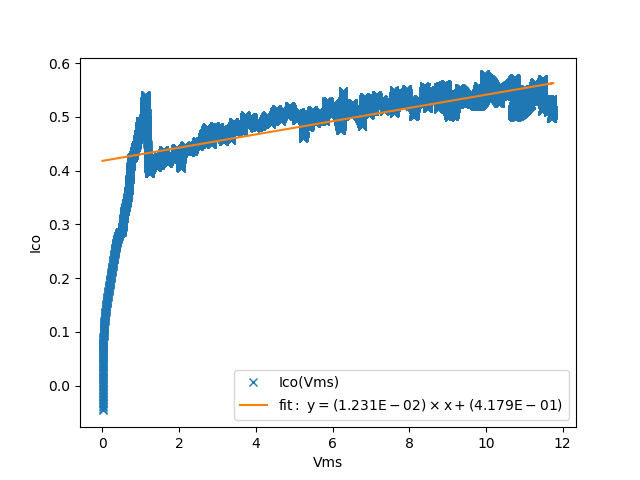 0.6
0.5
0.4
0.3
0.2
0.1
0.0
Ico
Ico(Vms)
fit : y = (1.231E − 02) × x + (4.179E − 01)
0 2 4 6 8 10 12
Vms